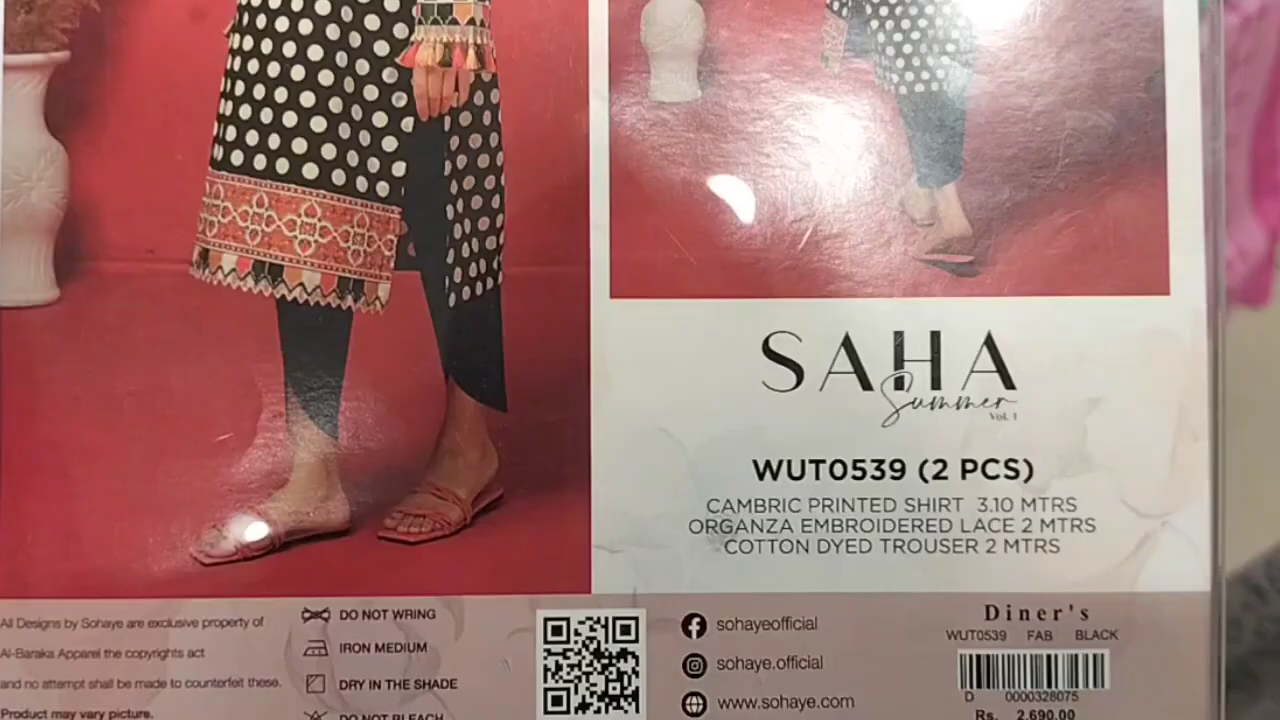 SAHA
Summer
Vol. 1
WUT0539 (2 PCS)
CAMBRIC PRINTED SHIRT 3.10 MTRS
ORGANZA EMBROIDERED LACE 2 MTRS
COTTON DYED TROUSER 2 MTRS
All Designs by Sohaye are exclusive property of
Al-Baraka Apparel the copyrights act
and no attempt shall be made to counterfeit these.
Product may vary picture.
DO NOT WRING
IRON MEDIUM
DRY IN THE SHADE
DO NOT BLEACH
sohayeofficial
sohaye.official
www.sohaye.com
Diner's
WUT0539 FAB BLACK
D 0000328075
Rs. 2,690.00